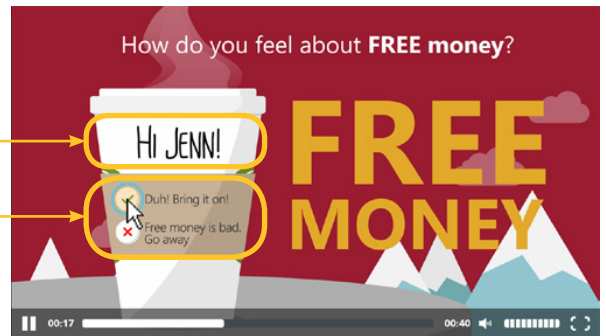 How do you feel about FREE money?
HI JENN!
Duh! Bring it on!
Free money is bad.
Go away
FREE
MONEY
00:17
00:40